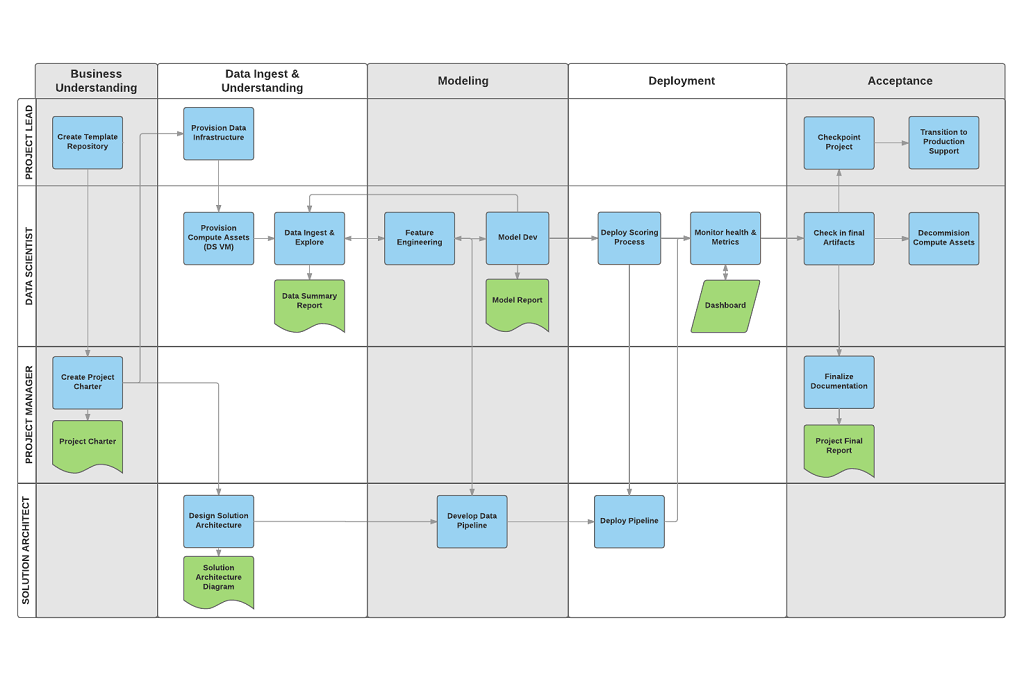 Business
Understanding
Data Ingest &
Understanding
Modeling
Deployment
Acceptance
PROJECT LEAD
Create Template
Repository
Provision Data
Infrastructure
Checkpoint
Project
Transition to
Production
Support
DATA SCIENTIST
Provision
Compute Assets
(DS VM)
Data Ingest &
Explore
Feature
Engineering
Model Dev
Deploy Scoring
Process
Monitor health &
Metrics
Check in final
Artifacts
Decommision
Compute Assets
Data Summary
Report
Model Report
Dashboard
PROJECT MANAGER
Create Project
Charter
Finalize
Documentation
Project Charter
Project Final
Report
SOLUTION ARCHITECT
Design Solution
Architecture
Develop Data
Pipeline
Deploy Pipeline
Solution
Architecture
Diagram